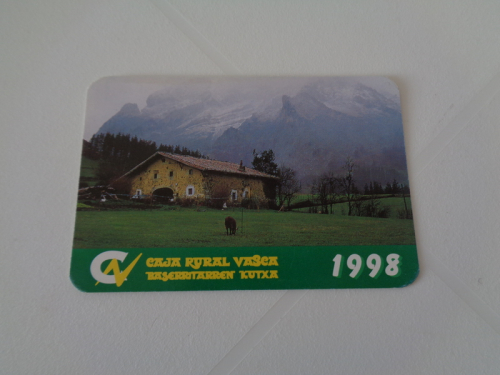 CAJA RURAL VASCA
BASERRITARREN KUTXA
1998